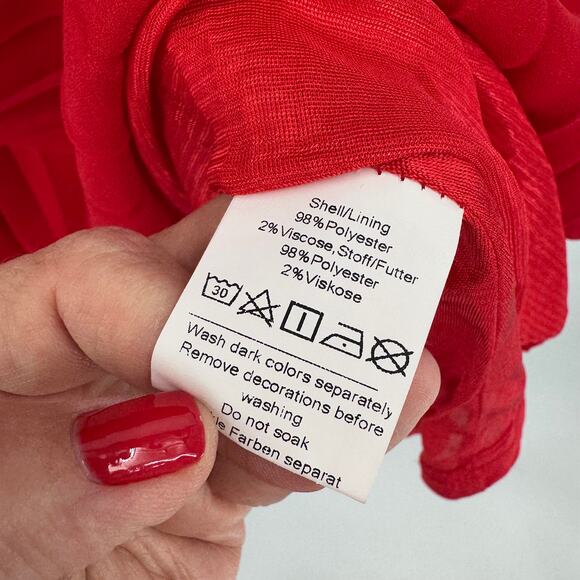 Shell/Lining
98%Polyester
2%Viscose,Stoff/Futter
98%Polyester
2%Viskose
30
Wash dark colors separately
Remove decorations before
washing
Do not soak
Farben separat